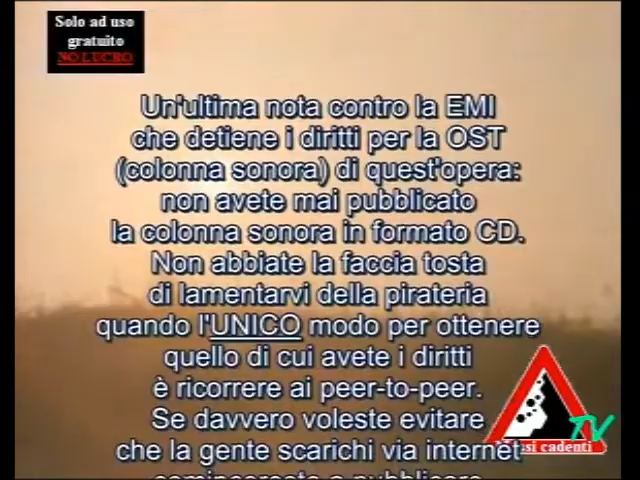 Solo ad uso
gratuito
NO LUCRO
Un'ultima nota contro la EMI
che detiene i diritti per la OST
(colonna sonora) di quest'opera:
non avete mai pubblicato
la colonna sonora in formato CD.
Non abbiate la faccia tosta
di lamentarvi della pirateria
quando l'UNICO modo per ottenere
quello di cui avete i diritti
è ricorrere ai peer-to-peer.
Se davvero voleste evitare
che la gente scarichi via internet
cominiciareste a pubblicare
TV
cadenti